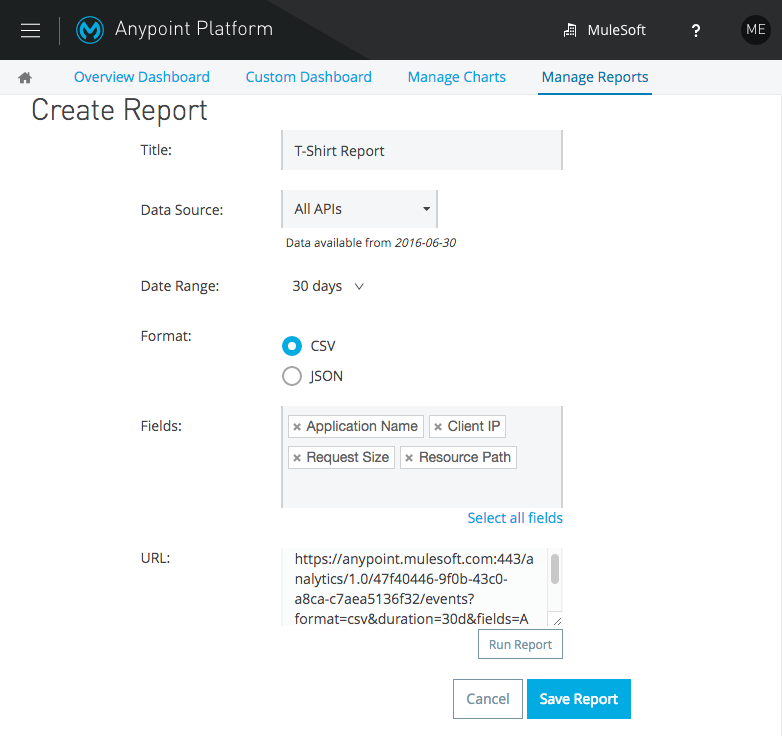 Anypoint Platform
MuleSoft
?
ME
Overview Dashboard
Custom Dashboard
Manage Charts
Manage Reports
Create Report
Title:
T-Shirt Report
Data Source:
All APIs
Data available from 2016-06-30
Date Range:
30 days
Format:
CSV
JSON
Fields:
× Application Name
× Client IP
× Request Size
× Resource Path
Select all fields
URL:
https://anypoint.mulesoft.com:443/a
nalytics/1.0/47f40446-9f0b-43c0-
a8ca-c7aea5136f32/events?
format=csv&duration=30d&fields=A
Run Report
Cancel
Save Report